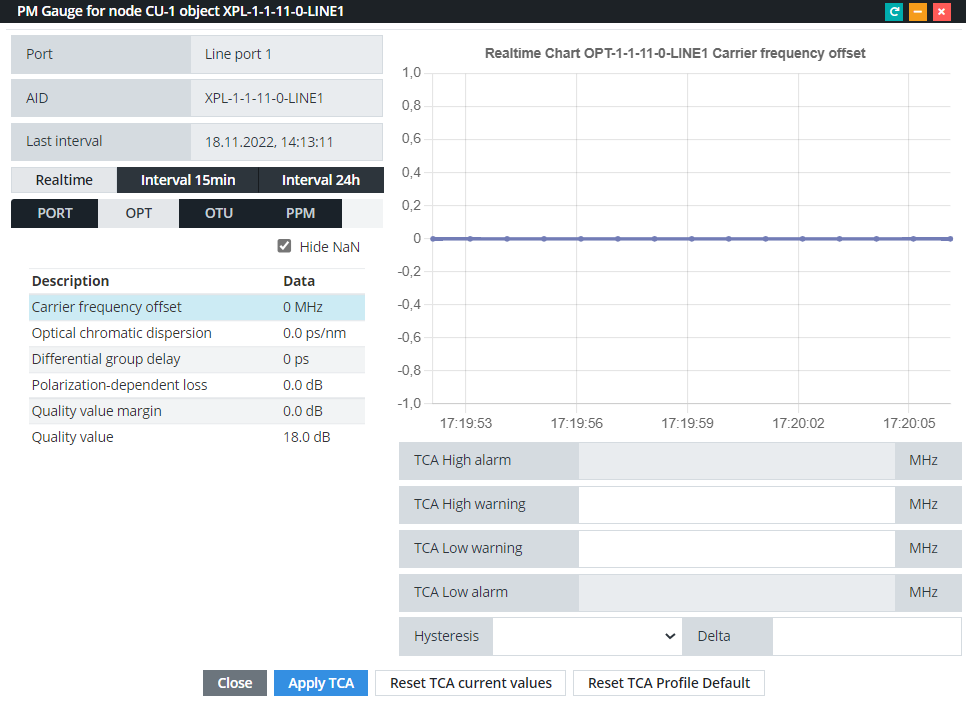 PM Gauge for node CU-1 object XPL-1-1-11-0-LINE1
Port Line port 1
AID XPL-1-1-11-0-LINE1
Last interval 18.11.2022, 14:13:11
Realtime Interval 15min Interval 24h
PORT OPT OTU PPM
Hide NaN
Description Data
Carrier frequency offset 0 MHz
Optical chromatic dispersion 0.0 ps/nm
Differential group delay 0 ps
Polarization-dependent loss 0.0 dB
Quality value margin 0.0 dB
Quality value 18.0 dB
Realtime Chart OPT-1-1-11-0-LINE1 Carrier frequency offset
1,0
0,8
0,6
0,4
0,2
0
-0,2
-0,4
-0,6
-0,8
-1,0
17:19:53 17:19:56 17:19:59 17:20:02 17:20:05
TCA High alarm MHz
TCA High warning MHz
TCA Low warning MHz
TCA Low alarm MHz
Hysteresis Delta
Close Apply TCA Reset TCA current values Reset TCA Profile Default